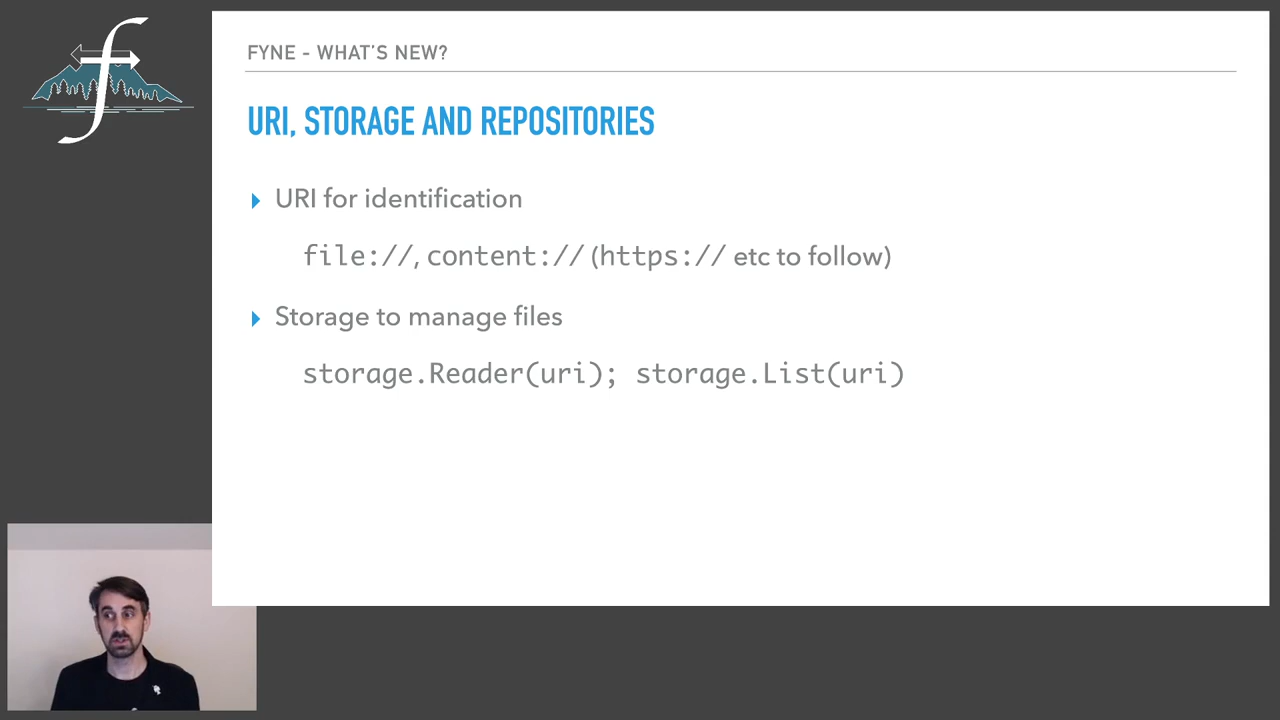 f
FYNE - WHAT'S NEW?
URI, STORAGE AND REPOSITORIES
URI for identification
file://, content:// (https:// etc to follow)
Storage to manage files
storage.Reader(uri); storage.List(uri)